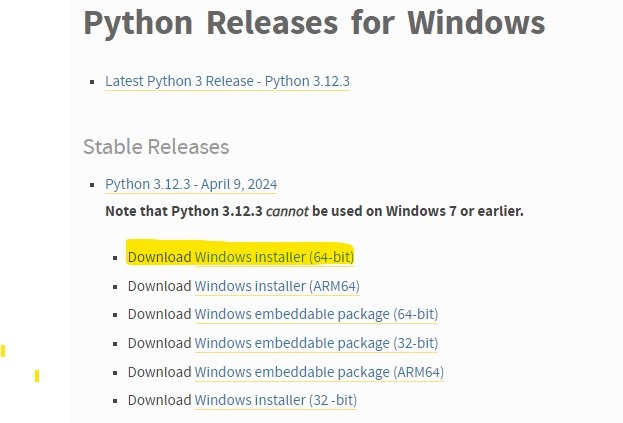 Python Releases for Windows
Latest Python 3 Release - Python 3.12.3
Stable Releases
Python 3.12.3 - April 9, 2024
Note that Python 3.12.3 cannot be used on Windows 7 or earlier.
Download Windows installer (64-bit)
Download Windows installer (ARM64)
Download Windows embeddable package (64-bit)
Download Windows embeddable package (32-bit)
Download Windows embeddable package (ARM64)
Download Windows installer (32 -bit)